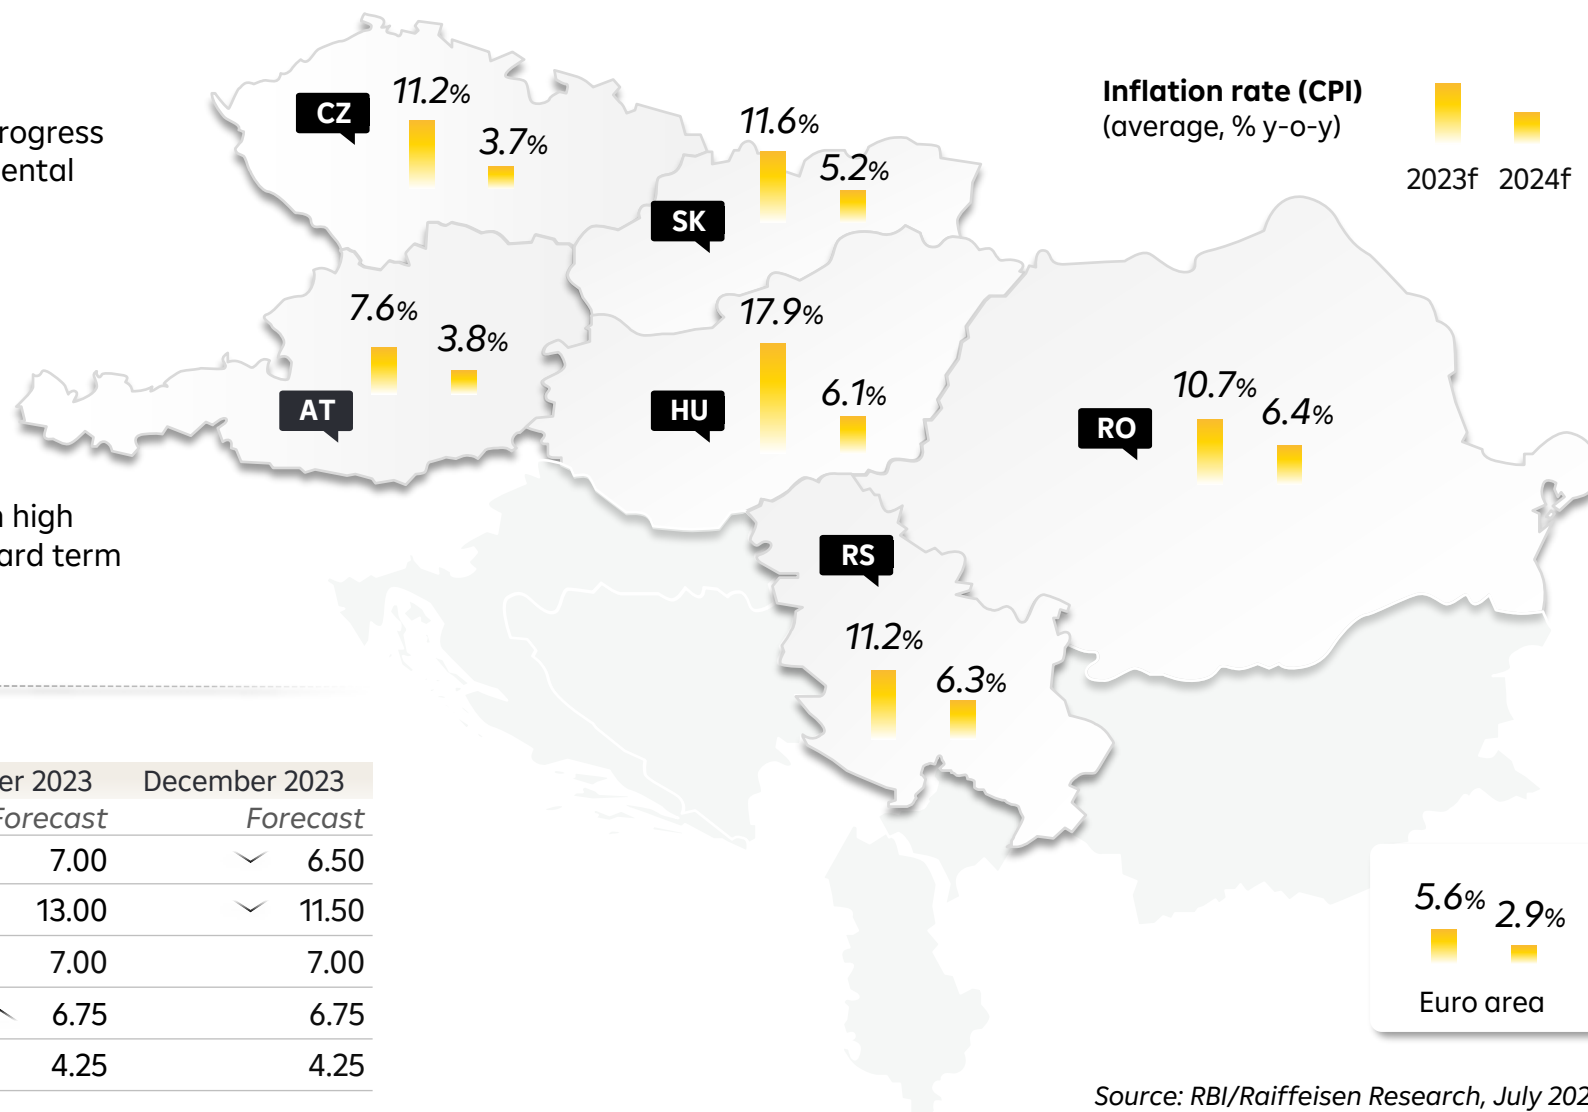 rogress
ental
n high
ard term
Inflation rate (CPI)
(average, % y-o-y)
2023f 2024f
CZ
11.2%
3.7%
SK
11.6%
5.2%
AT
7.6%
3.8%
HU
17.9%
6.1%
RO
10.7%
6.4%
RS
11.2%
6.3%
er 2023 December 2023
Forecast Forecast
7.00 6.50
13.00 11.50
7.00 7.00
6.75 6.75
4.25 4.25
5.6% 2.9%
Euro area
Source: RBI/Raiffeisen Research, July 202